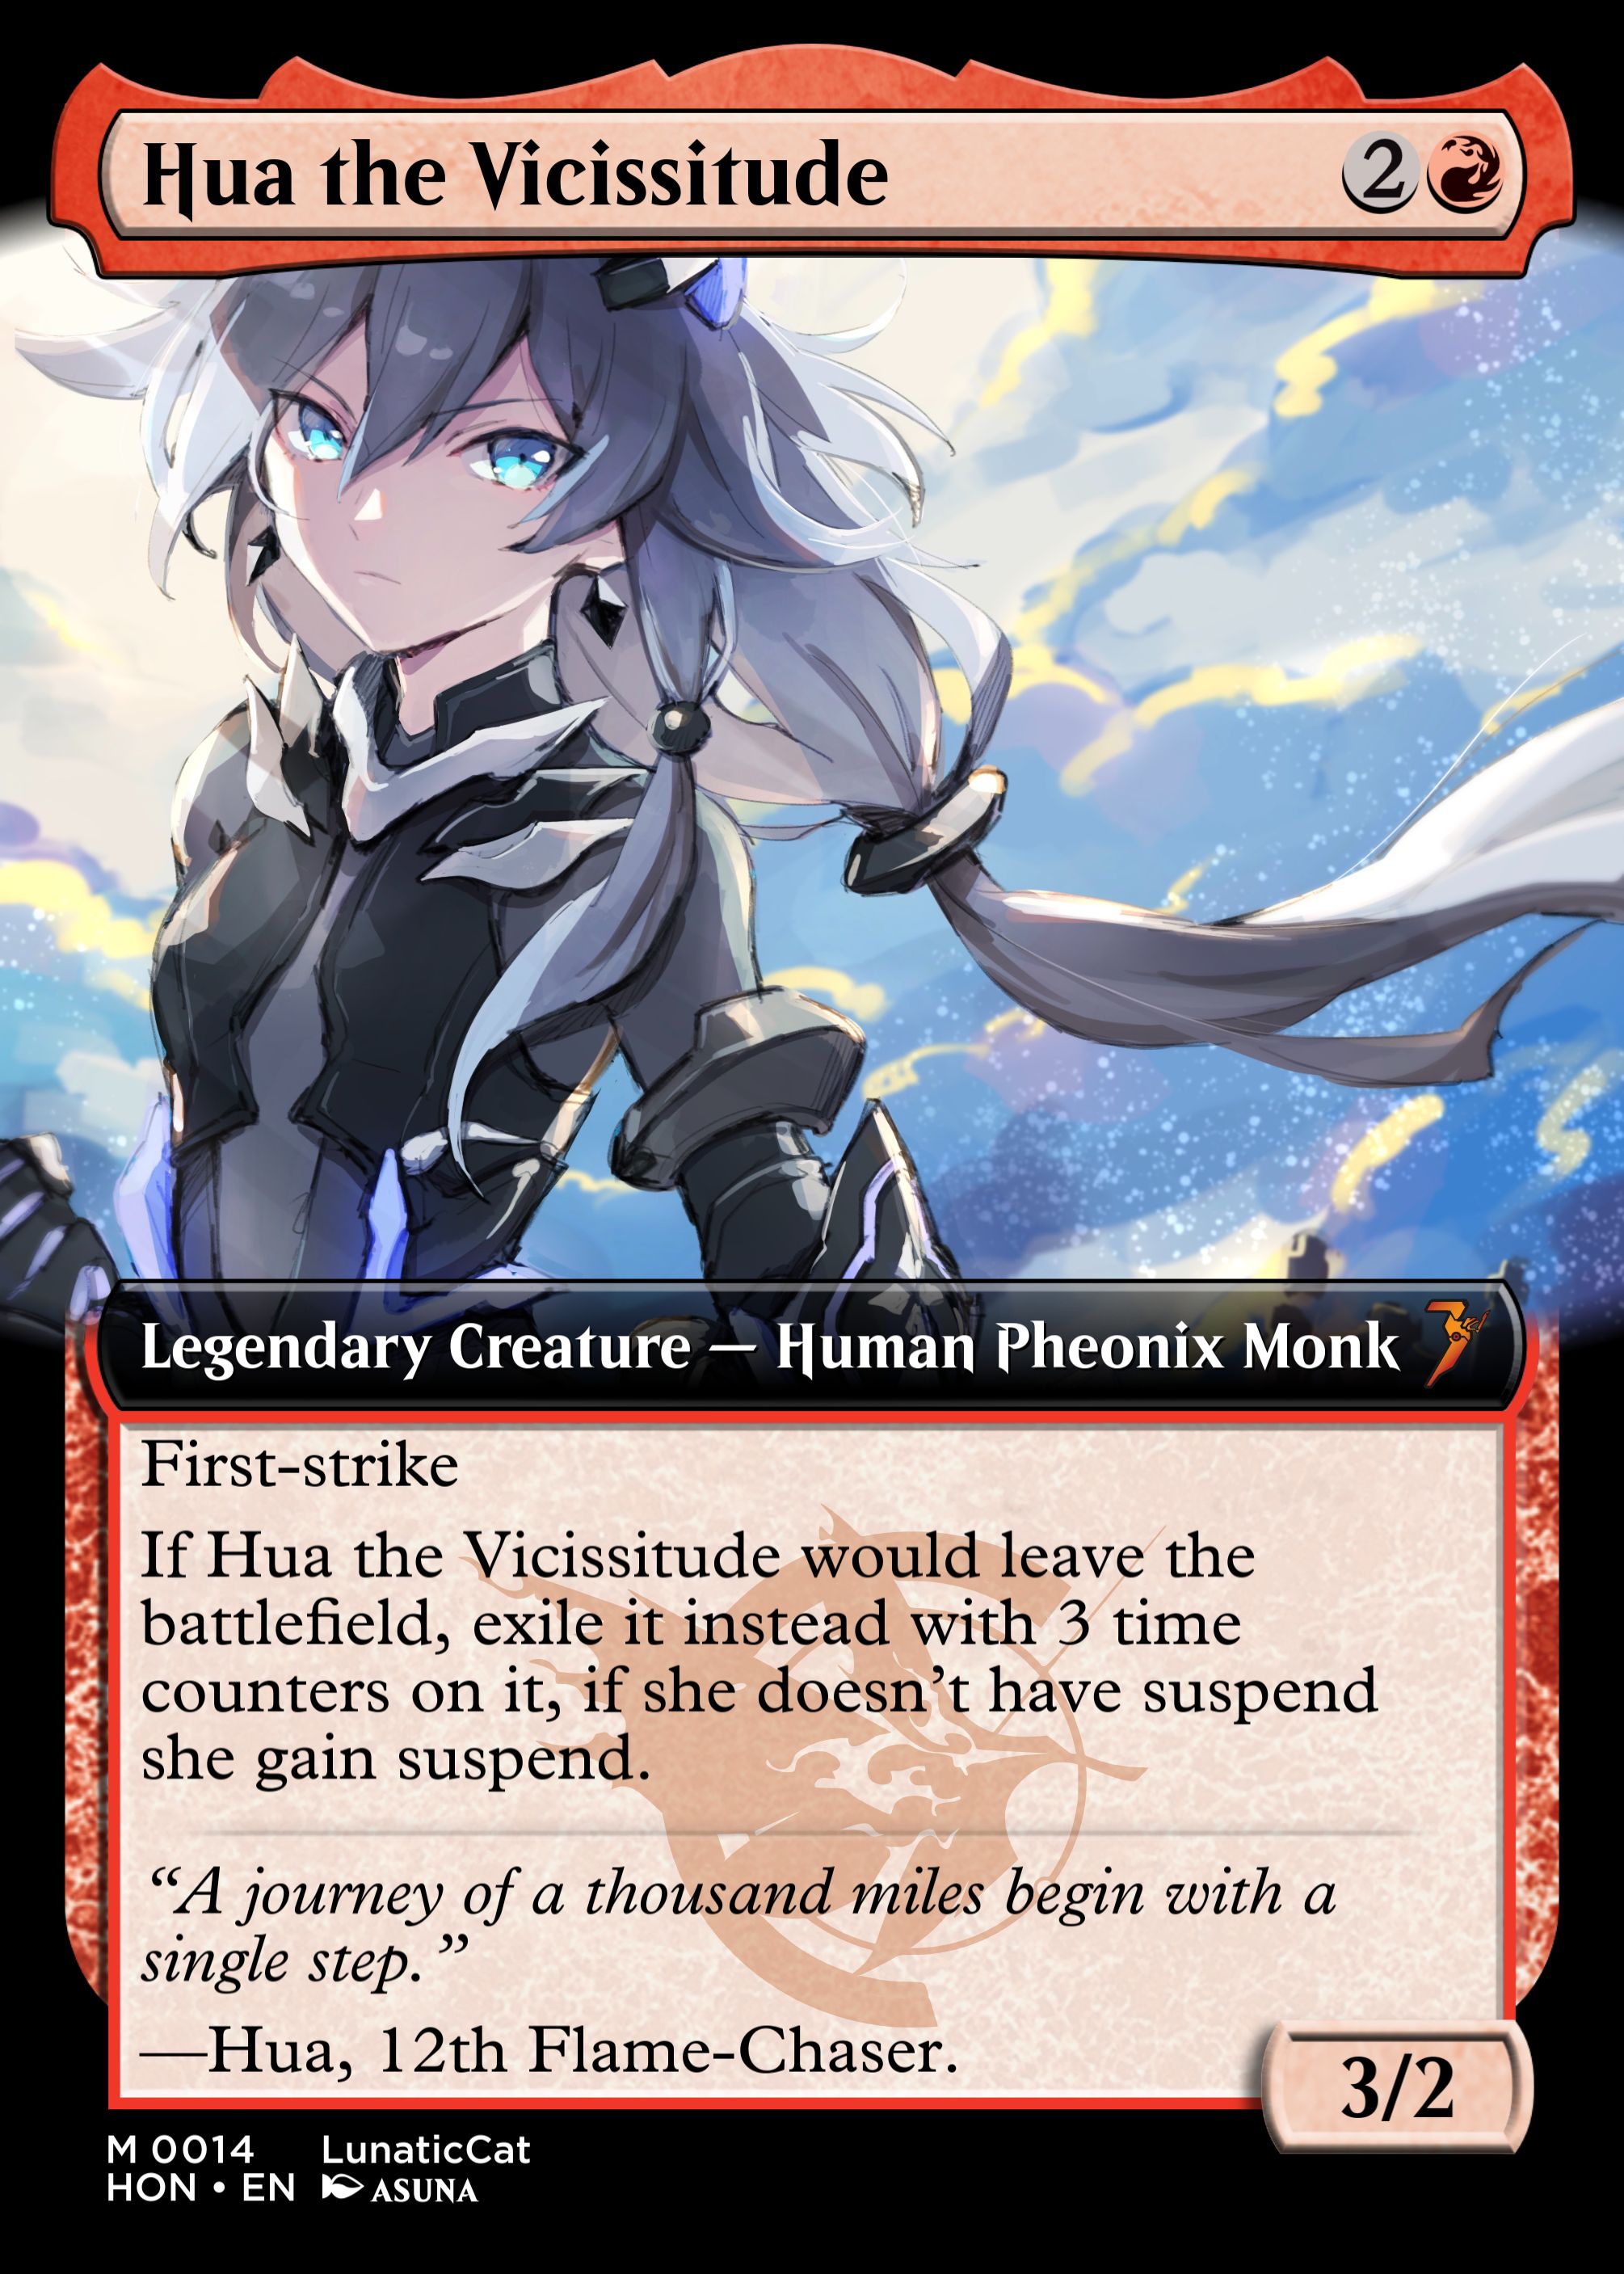 Hua the Vicissitude 2
Legendary Creature — Human Pheonix Monk
First-strike
If Hua the Vicissitude would leave the
battlefield, exile it instead with 3 time
counters on it, if she doesn’t have suspend
she gain suspend.
“A journey of a thousand miles begin with a
single step.”
—Hua, 12th Flame-Chaser.
3/2
M 0014 LunaticCat
HON • EN ASUNA